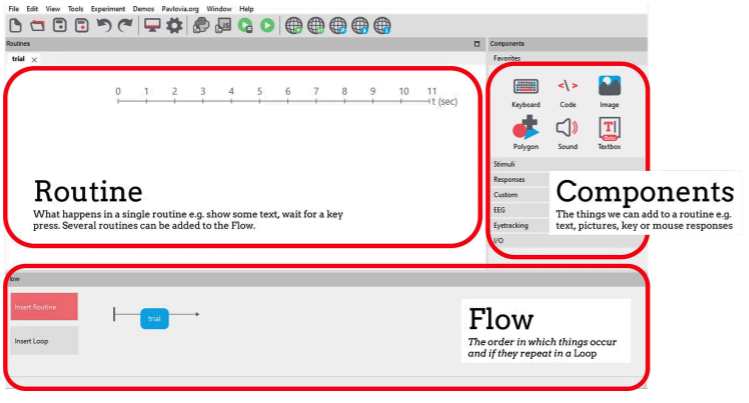 File Edit View Tools Experiment Demos Pavlovia.org Window Help
Routines
trial
0 1 2 3 4 5 6 7 8 9 10 11
t (sec)
Routine
What happens in a single routine e.g. show some text, wait for a key
press. Several routines can be added to the Flow.
Components
Favorites
Keyboard Code Image
Polygon Sound Textbox
Stimuli
Responses
Custom
EEG
Eyetracking
I/O
Components
The things we can add to a routine e.g.
text, pictures, key or mouse responses
Flow
Insert Routine
trial
Insert Loop
Flow
The order in which things occur
and if they repeat in a Loop